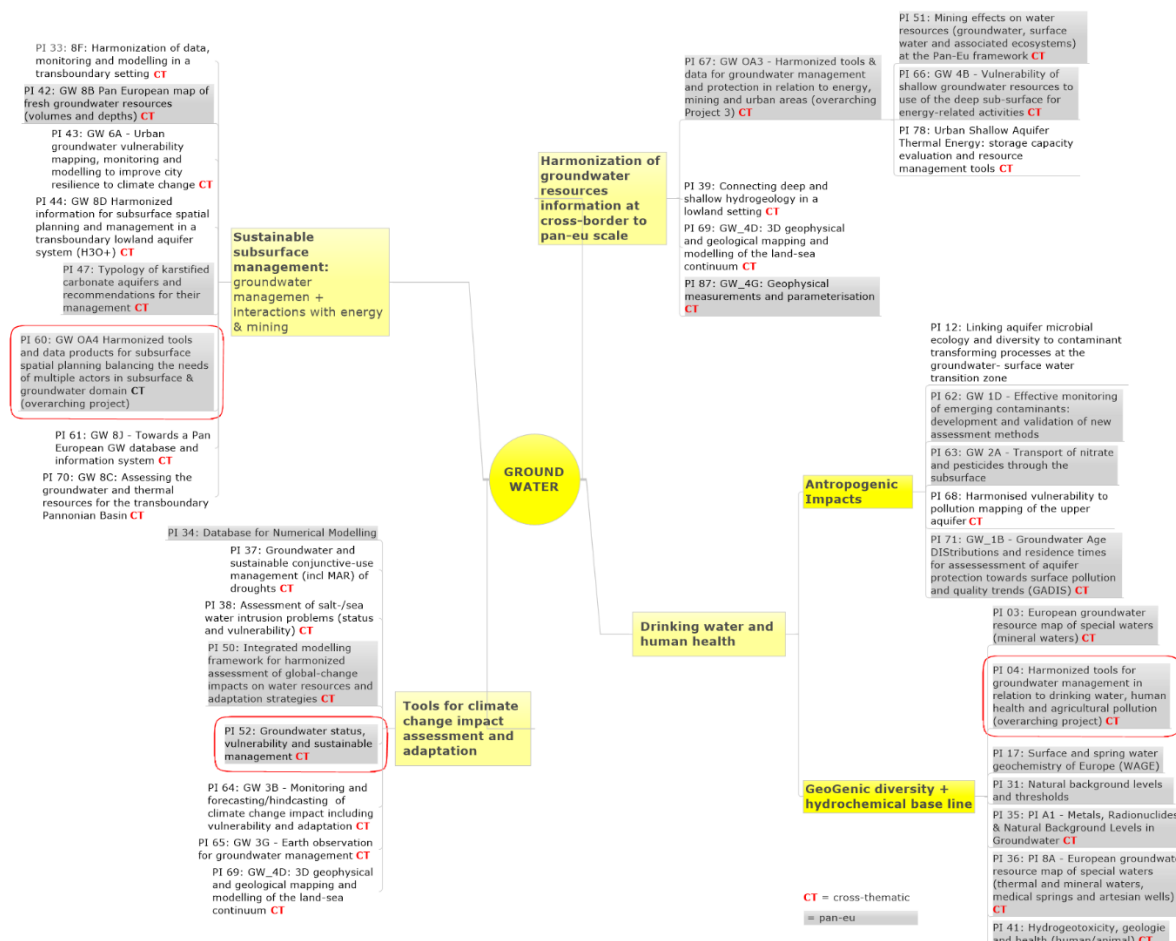 PI 33: 8F: Harmonization of data,
monitoring and modelling in a
transboundary setting CT
PI 42: GW 8B Pan European map of
fresh groundwater resources
(volumes and depths) CT
PI 43: GW 6A - Urban
groundwater vulnerability
mapping, monitoring and
modelling to improve city
resilience to climate change CT
PI 44: GW 8D Harmonized
information for subsurface spatial
planning and management in a
transboundary lowland aquifer
system (H3O+) CT
PI 47: Typology of karstified
carbonate aquifers and
recommendations for their
management CT
PI 60: GW OA4 Harmonized tools
and data products for subsurface
spatial planning balancing the needs
of multiple actors in subsurface &
groundwater domain CT
(overarching project)
PI 61: GW 8J - Towards a Pan
European GW database and
information system CT
PI 70: GW 8C: Assessing the
groundwater and thermal
resources for the transboundary
Pannonian Basin CT
Sustainable
subsurface
management:
groundwater
managemen +
interactions with energy
& mining
PI 34: Database for Numerical Modelling
PI 37: Groundwater and
sustainable conjunctive-use
management (incl MAR) of
droughts CT
PI 38: Assessment of salt-/sea
water intrusion problems (status
and vulnerability) CT
PI 50: Integrated modelling
framework for harmonized
assessment of global-change
impacts on water resources and
adaptation strategies CT
PI 52: Groundwater status,
vulnerability and sustainable
management CT
PI 64: GW 3B - Monitoring and
forecasting/hindcasting of
climate change impact including
vulnerability and adaptation CT
PI 65: GW 3G - Earth observation
for groundwater management CT
PI 69: GW_4D: 3D geophysical
and geological mapping and
modelling of the land-sea
continuum CT
Tools for climate
change impact
assessment and
adaptation
GROUND
WATER
Harmonization of
groundwater
resources
information at
cross-border to
pan-eu scale
PI 67: GW OA3 - Harmonized tools &
data for groundwater management
and protection in relation to energy,
mining and urban areas (overarching
Project 3) CT
PI 51: Mining effects on water
resources (groundwater, surface
water and associated ecosystems)
at the Pan-Eu framework CT
PI 66: GW 4B - Vulnerability of
shallow groundwater resources to
use of the deep sub-surface for
energy-related activities CT
PI 78: Urban Shallow Aquifer
Thermal Energy: storage capacity
evaluation and resource
management tools CT
PI 39: Connecting deep and
shallow hydrogeology in a
lowland setting CT
PI 69: GW_4D: 3D geophysical
and geological mapping and
modelling of the land-sea
continuum CT
PI 87: GW_4G: Geophysical
measurements and parameterisation
CT
Drinking water and
human health
Antropogenic
Impacts
PI 12: Linking aquifer microbial
ecology and diversity to contaminant
transforming processes at the
groundwater- surface water
transition zone
PI 62: GW 1D - Effective monitoring
of emerging contaminants:
development and validation of new
assessment methods
PI 63: GW 2A - Transport of nitrate
and pesticides through the
subsurface
PI 68: Harmonised vulnerability to
pollution mapping of the upper
aquifer CT
PI 71: GW_1B - Groundwater Age
DIStributions and residence times
for assessessment of aquifer
protection towards surface pollution
and quality trends (GADIS) CT
GeoGenic diversity +
hydrochemical base line
PI 03: European groundwater
resource map of special waters
(mineral waters) CT
PI 04: Harmonized tools for
groundwater management in
relation to drinking water, human
health and agricultural pollution
(overarching project) CT
PI 17: Surface and spring water
geochemistry of Europe (WAGE)
PI 31: Natural background levels
and thresholds
PI 35: PI A1 - Metals, Radionuclides
& Natural Background Levels in
Groundwater CT
PI 36: PI 8A - European groundwate
resource map of special waters
(thermal and mineral waters,
medical springs and artesian wells)
CT
PI 41: Hydrogeotoxicity, geologie
and health (human/animal) CT
CT = cross-thematic
= pan-eu